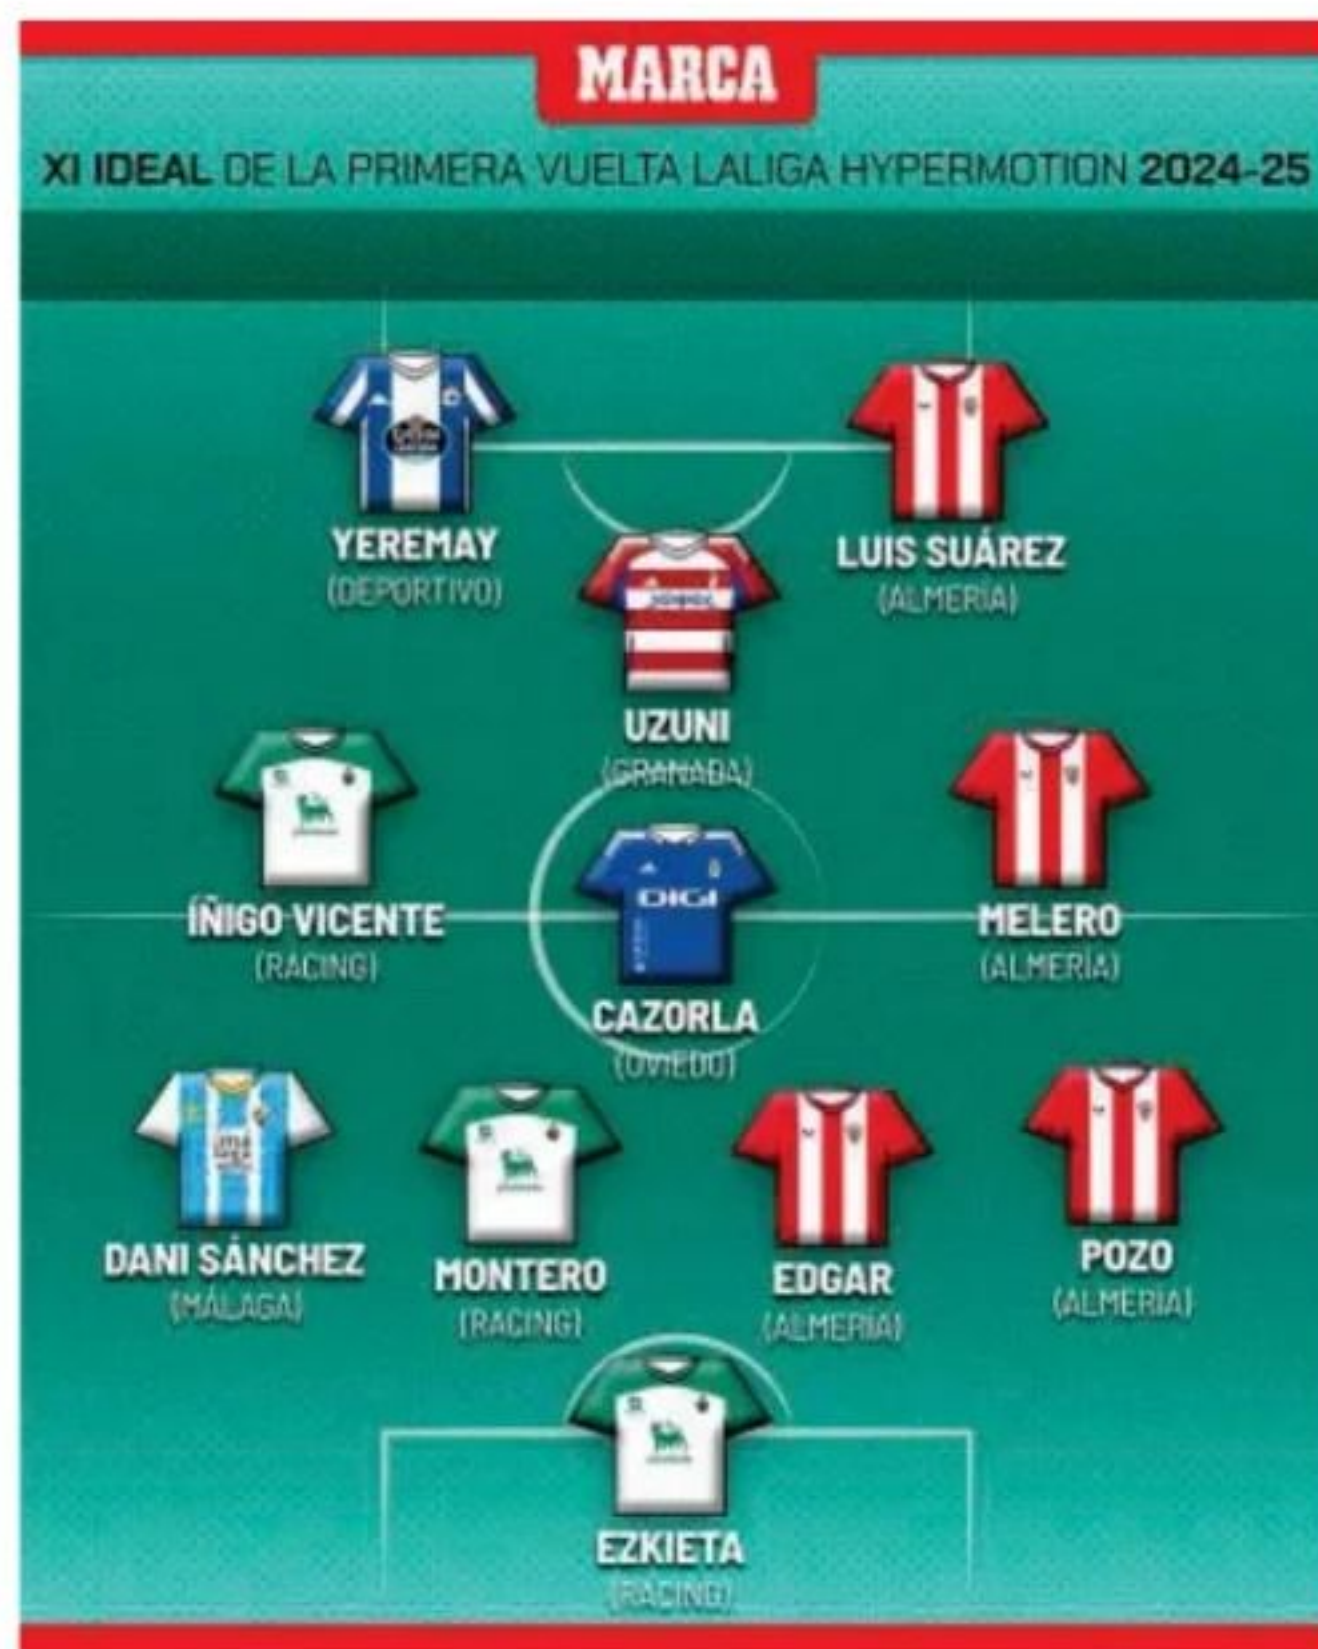 MARCA
XI IDEAL DE LA PRIMERA VUELTA LALIGA HYPERMOTION 2024-25
YEREMAY
(DEPORTIVO)
LUIS SUÁREZ
(ALMERÍA)
UZUNI
(GRANADA)
ÍÑIGO VICENTE
(RACING)
DIGI
MELERO
(ALMERÍA)
CAZORLA
(OVIEDO)
DANI SÁNCHEZ
(MÁLAGA)
MONTERO
(RACING)
EDGAR
(ALMERÍA)
POZO
(ALMERÍA)
EZKIETA
(RACING)